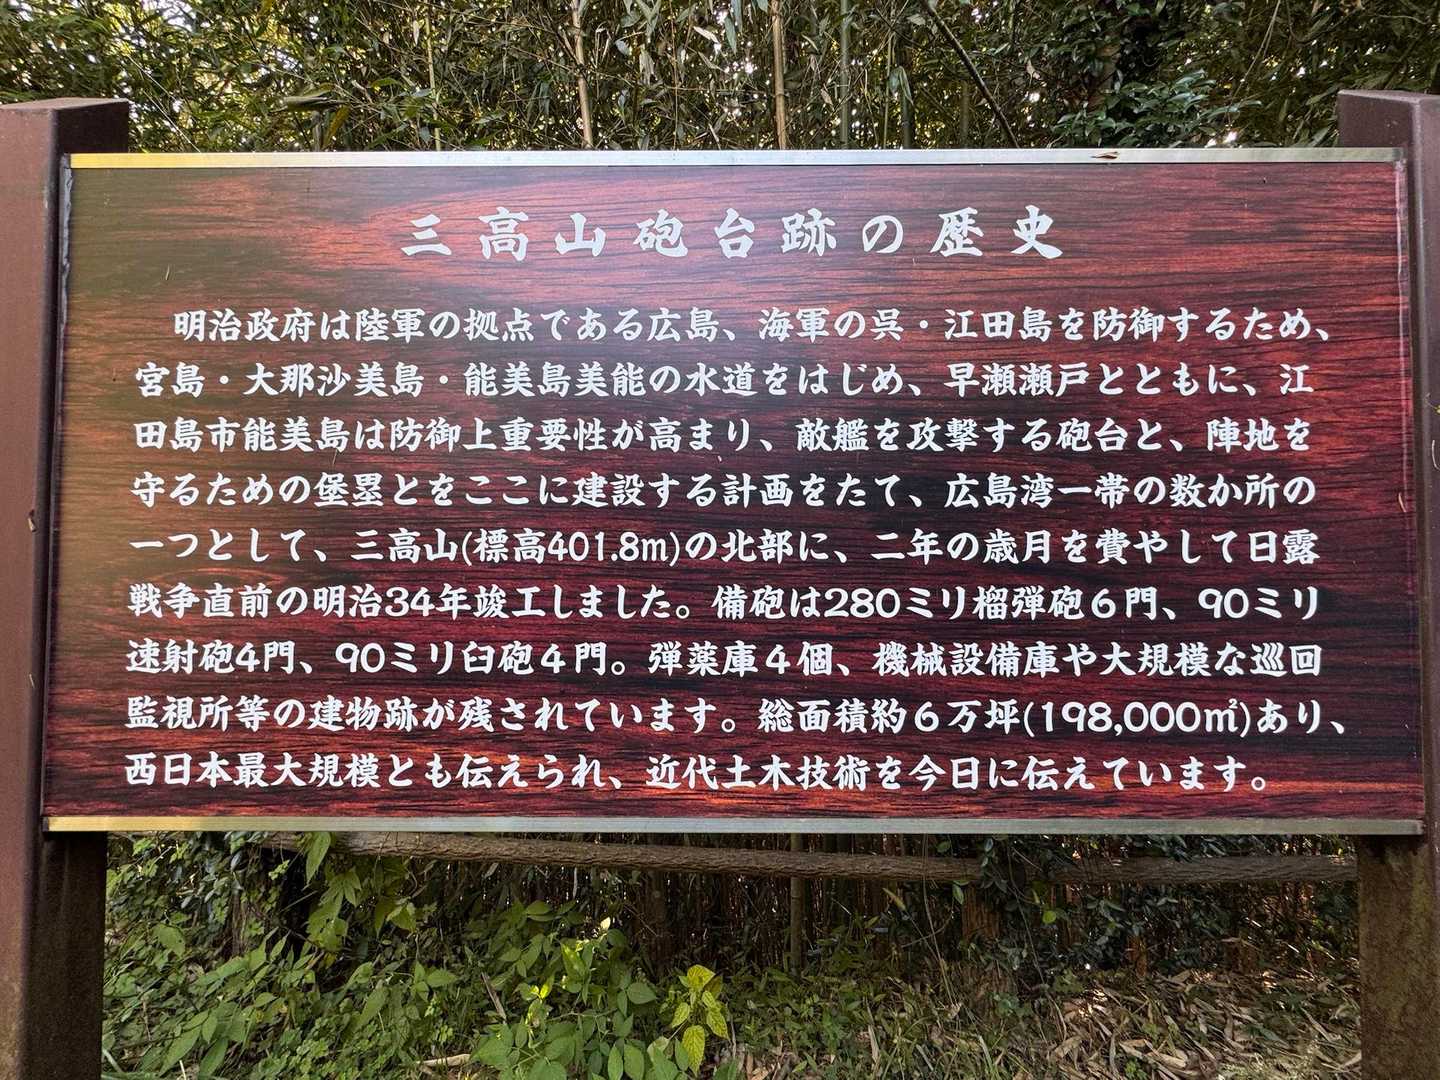 三高山砲台跡の歴史
明治政府は陸軍の拠点である広島、海軍の呉・江田島を防御するため、
宮島・大那沙美島・能美島美能の水道をはじめ、早瀬瀬戸とともに、江
田島市能美島は防御上重要性が高まり、敵艦を攻撃する砲台と、陣地を
守るための堡塁とをここに建設する計画をたて、広島湾一帯の数か所の
一つとして、三高山(標高401.8m)の北部に、二年の歳月を費やして日露
戦争直前の明治34年竣工しました。備砲は280ミリ榴弾砲６門、90ミリ
速射砲4門、90ミリ臼砲４門。弾薬庫４個、機械設備庫や大規模な巡回
監視所等の建物跡が残されています。総面積約６万坪(198,000㎡)あり、
西日本最大規模とも伝えられ、近代土木技術を今日に伝えています。